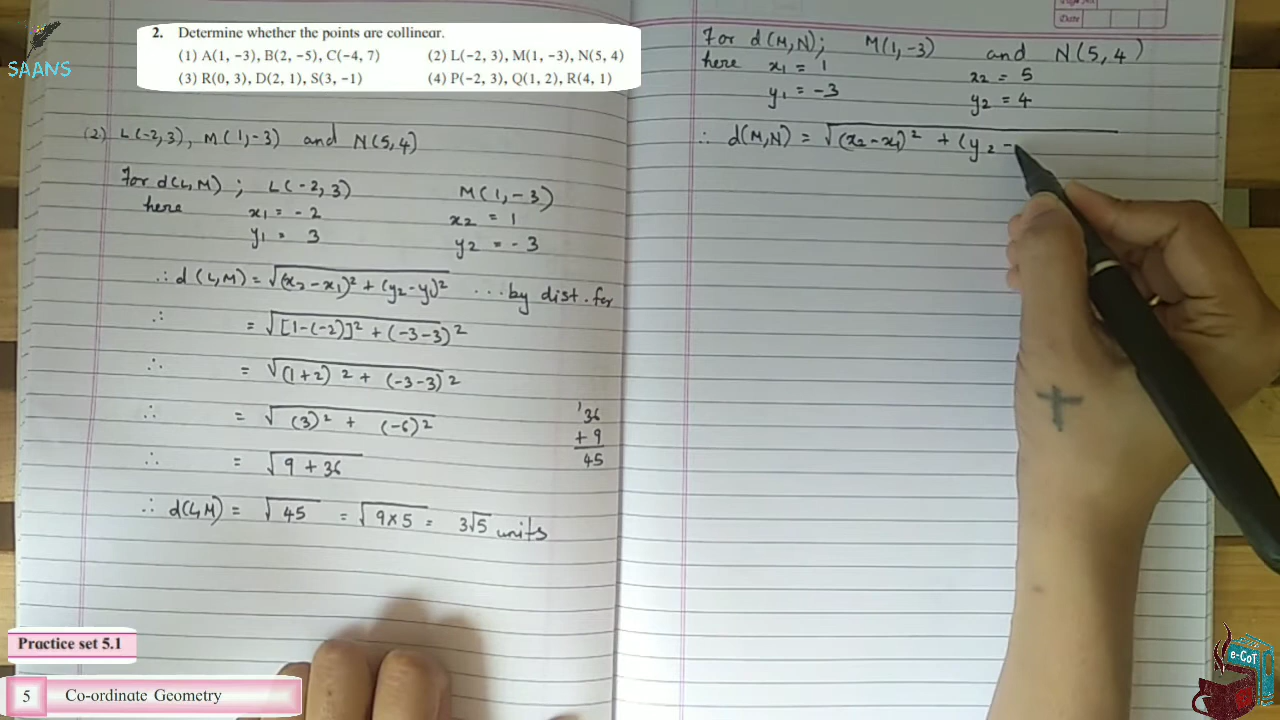 SAANS
2. Determine whether the points are collinear.
(1) A(1, −3), B(2, −5), C(−4, 7) (2) L(−2, 3), M(1, −3), N(5, 4)
(3) R(0, 3), D(2, 1), S(3, −1) (4) P(−2, 3), Q(1, 2), R(4, 1)
(2) L(-2,3), M(1,-3) and N(5,4)
For d(L,M) ; L(-2,3) M(1,-3)
here x1 = -2 x2 = 1
y1 = 3 y2 = -3
∴ d(L,M) = √(x2-x1)² + (y2-y1)² ... by dist. for
∴ = √[1-(-2)]² + (-3-3)²
∴ = √(1+2)² + (-3-3)²
∴ = √(3)² + (-6)²
∴ = √9+36
∴ d(L,M) = √45 = √9×5 = 3√5 units
1
36
+ 9
45
Date
For d(M,N); M(1,-3) and N(5,4)
here x1 = 1 x2 = 5
y1 = -3 y2 = 4
∴ d(M,N) = √(x2-x1)² + (y2 -
Practice set 5.1
5 Co-ordinate Geometry
e-CoT